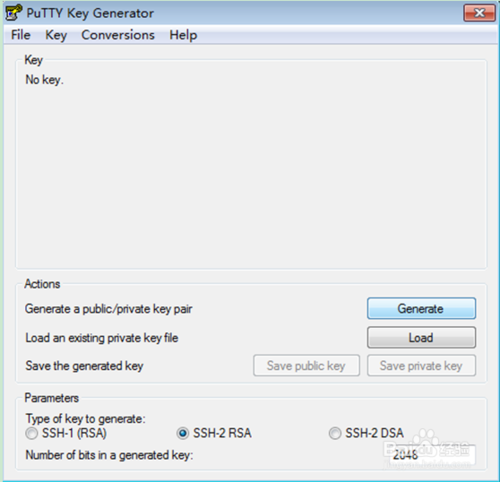 PuTTY Key Generator
File Key Conversions Help
Key
No key.
Actions
Generate a public/private key pair Generate
Load an existing private key file Load
Save the generated key Save public key Save private key
Parameters
Type of key to generate:
SSH-1 (RSA) SSH-2 RSA SSH-2 DSA
Number of bits in a generated key: 2048
Baidu 经验